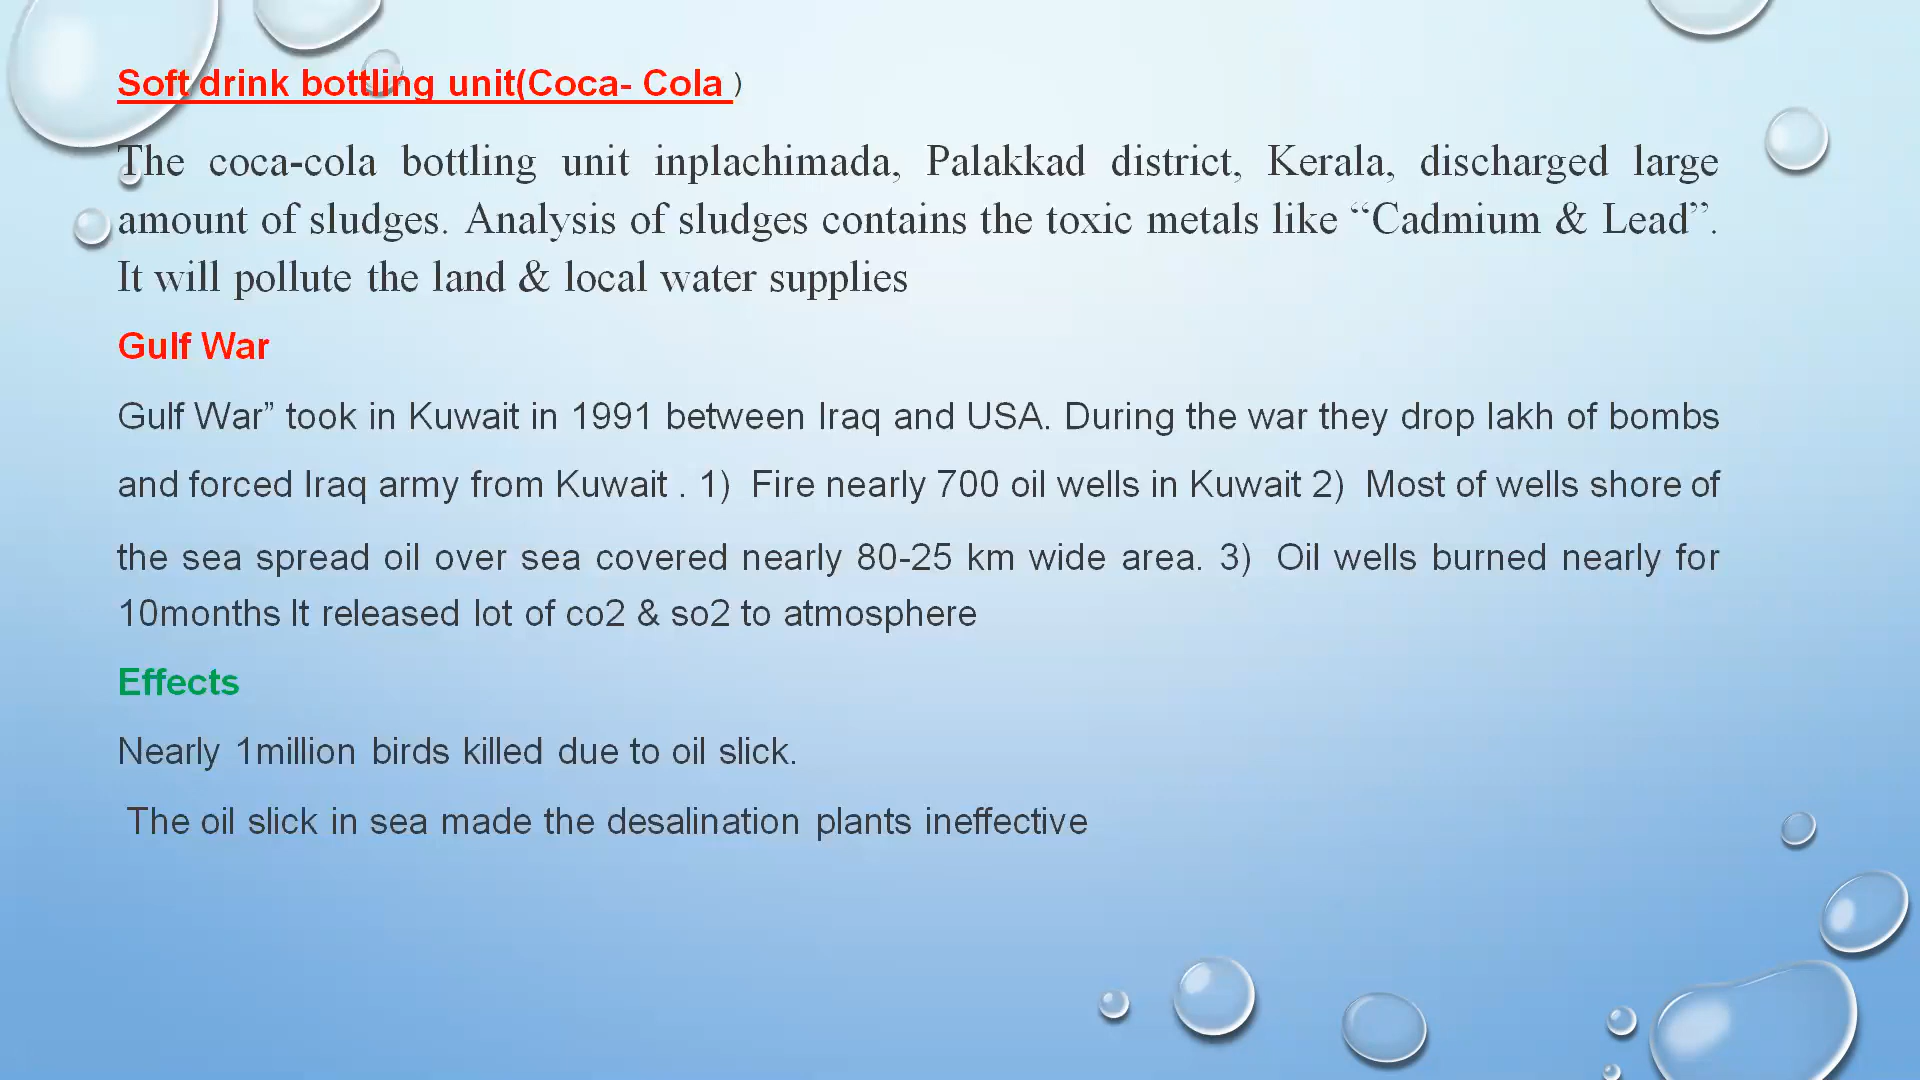 Soft drink bottling unit(Coca- Cola )
The coca-cola bottling unit inplachimada, Palakkad district, Kerala, discharged large
amount of sludges. Analysis of sludges contains the toxic metals like “Cadmium & Lead”.
It will pollute the land & local water supplies
Gulf War
Gulf War” took in Kuwait in 1991 between Iraq and USA. During the war they drop lakh of bombs
and forced Iraq army from Kuwait . 1) Fire nearly 700 oil wells in Kuwait 2) Most of wells shore of
the sea spread oil over sea covered nearly 80-25 km wide area. 3) Oil wells burned nearly for
10months It released lot of co2 & so2 to atmosphere
Effects
Nearly 1million birds killed due to oil slick.
The oil slick in sea made the desalination plants ineffective